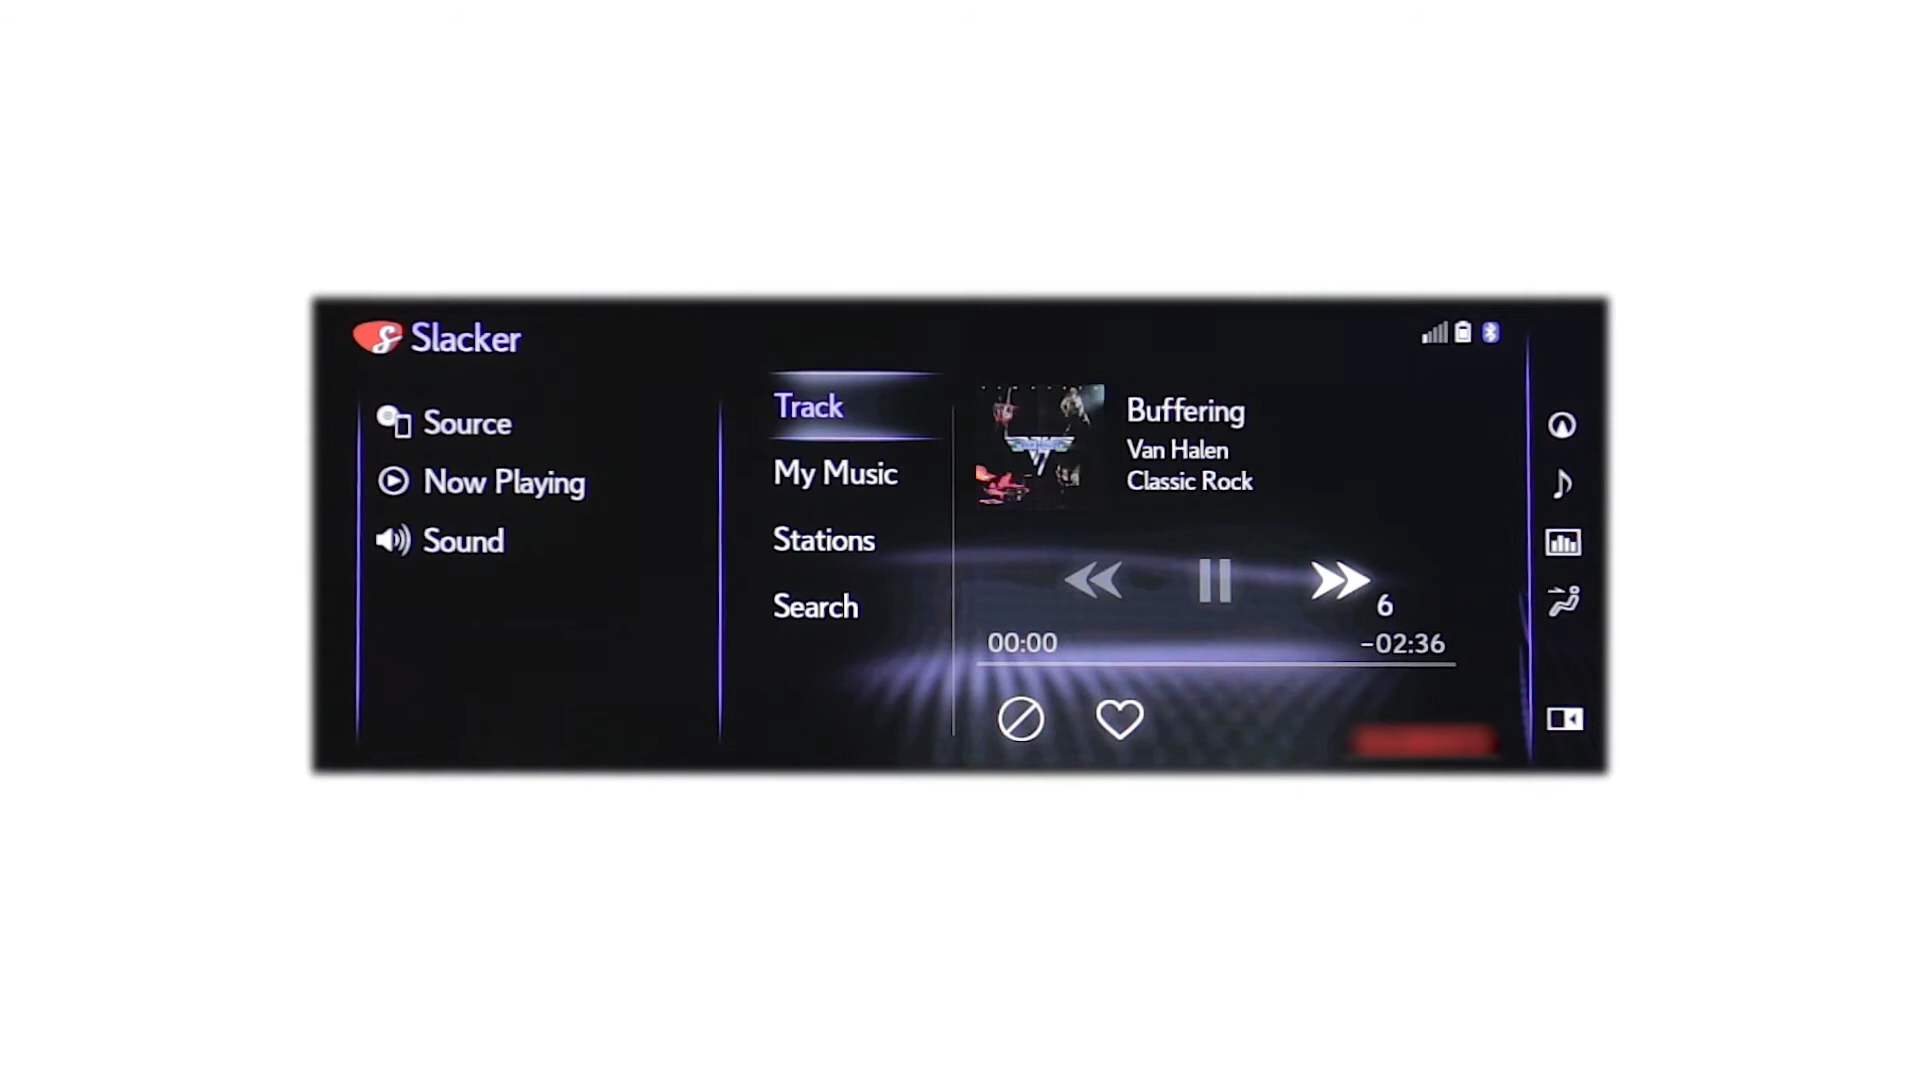 Slacker
Source
Now Playing
Sound
Track
My Music
Stations
Search
Buffering
Van Halen
Classic Rock
6
00:00
-02:36